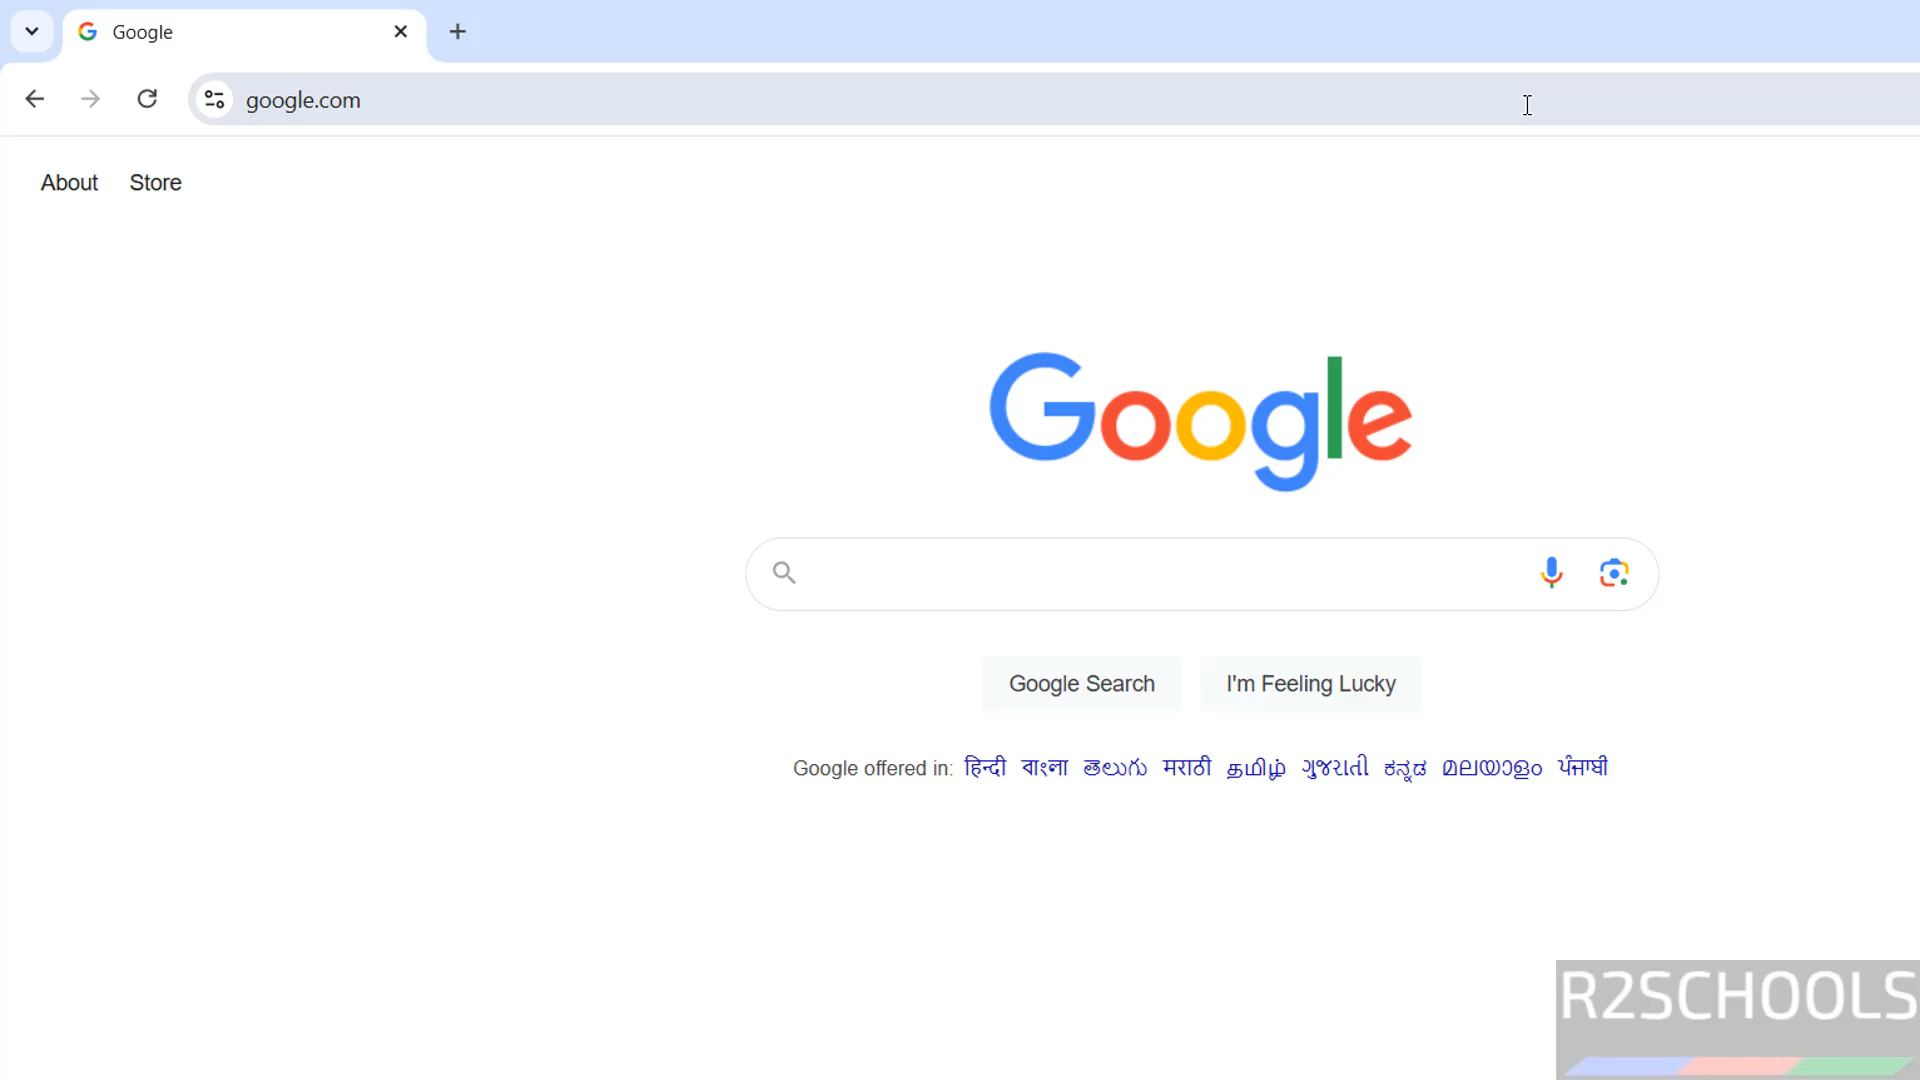 Google
google.com
About Store
Google
Google Search I'm Feeling Lucky
Google offered in: हिन्दी বাংলা తెలుగు मराठी தமிழ் ગુજરાતી ಕನ್ನಡ മലയാളം ਪੰਜਾਬੀ
R2SCHOOLS